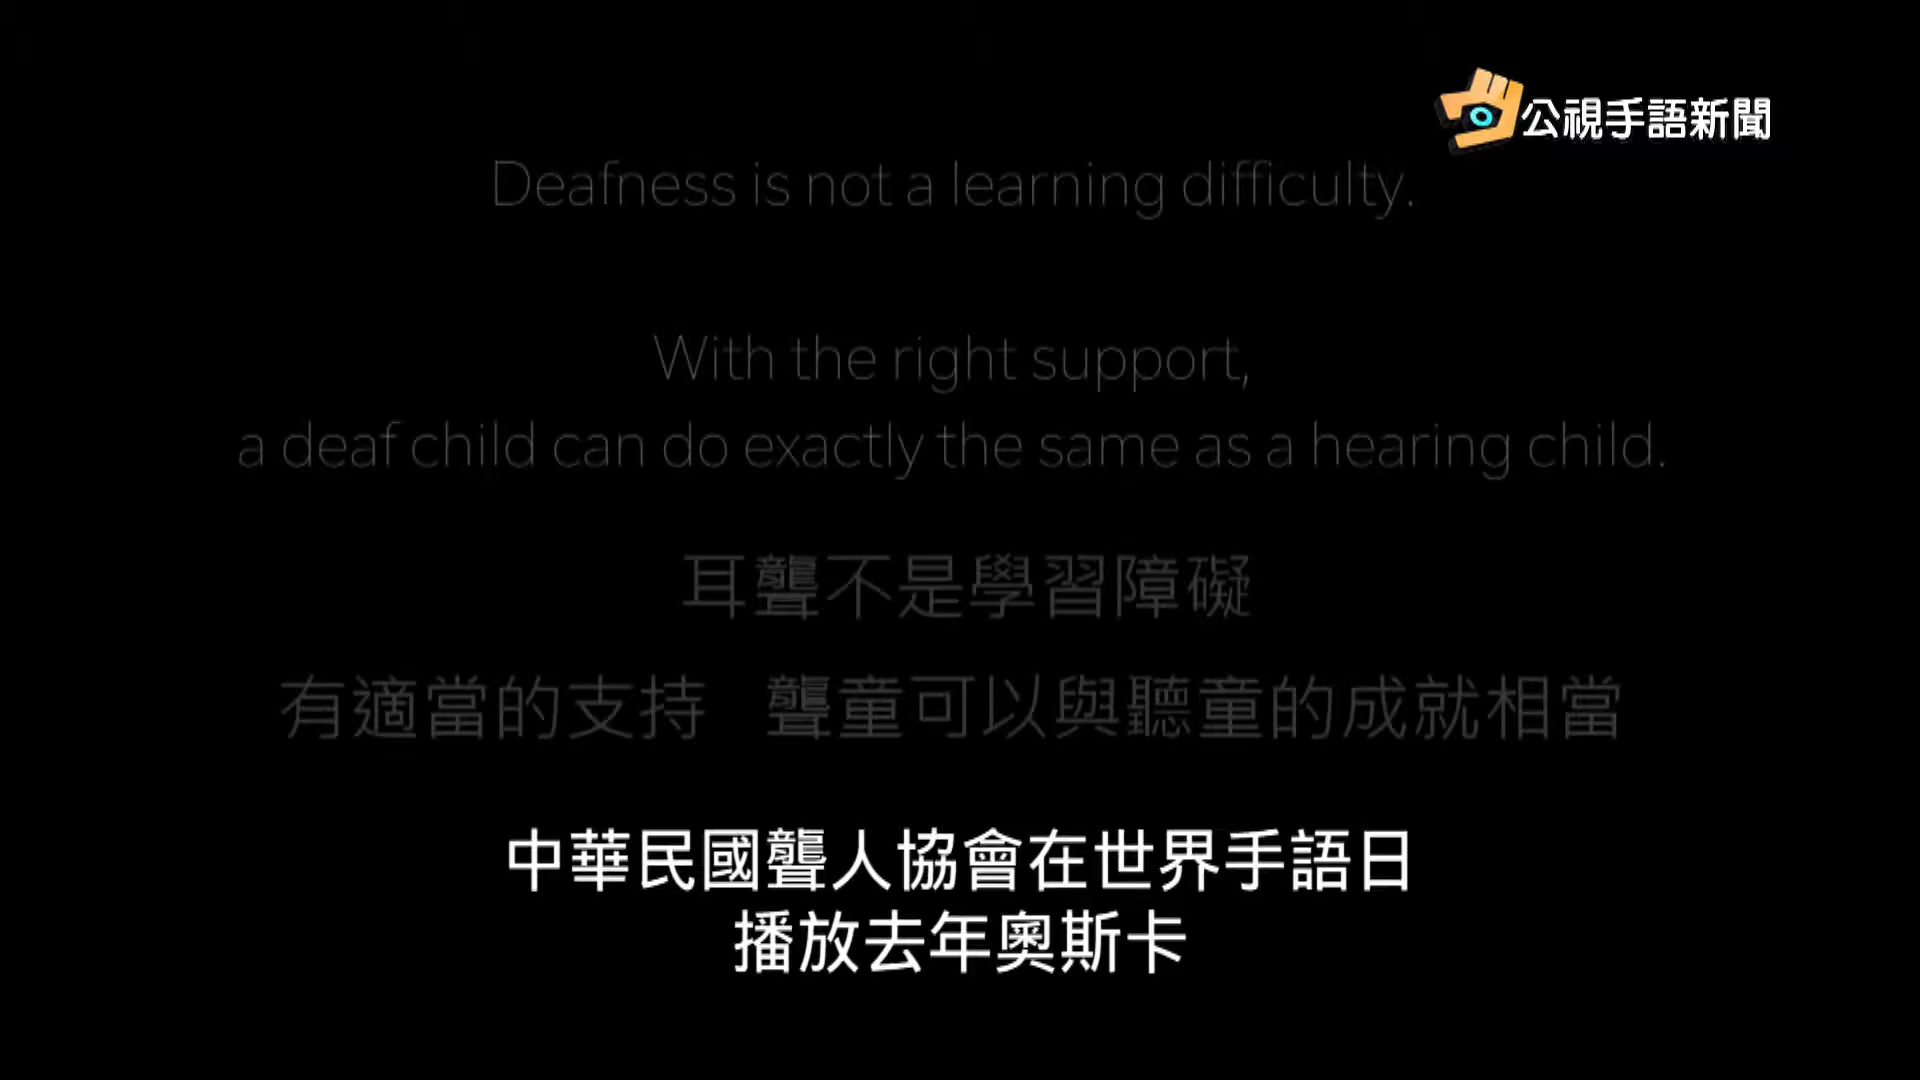 公視手語新聞
Deafness is not a learning difficulty.
With the right support,
a deaf child can do exactly the same as a hearing child.
耳聾不是學習障礙
有適當的支持 聾童可以與聽童的成就相當
中華民國聾人協會在世界手語日
播放去年奧斯卡